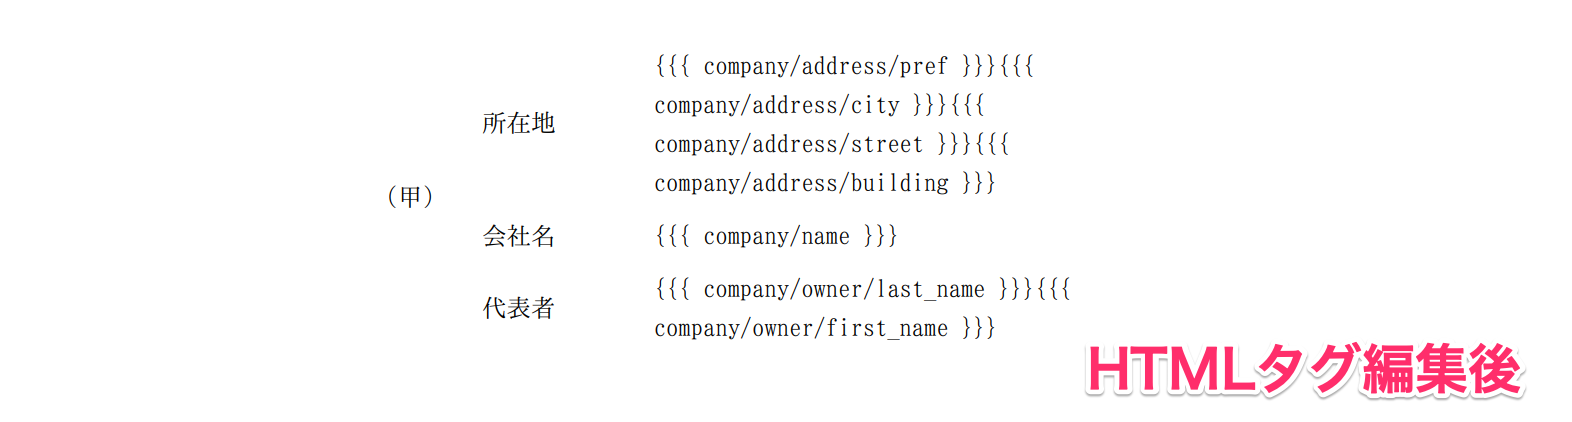 {{{ company/address/pref }}}{{{
company/address/city }}}{{{
所在地
company/address/street }}}{{{
company/address/building }}}
（甲）
会社名 {{{ company/name }}}
{{{ company/owner/last_name }}}{{{
代表者
company/owner/first_name }}}
HTMLタグ編集後